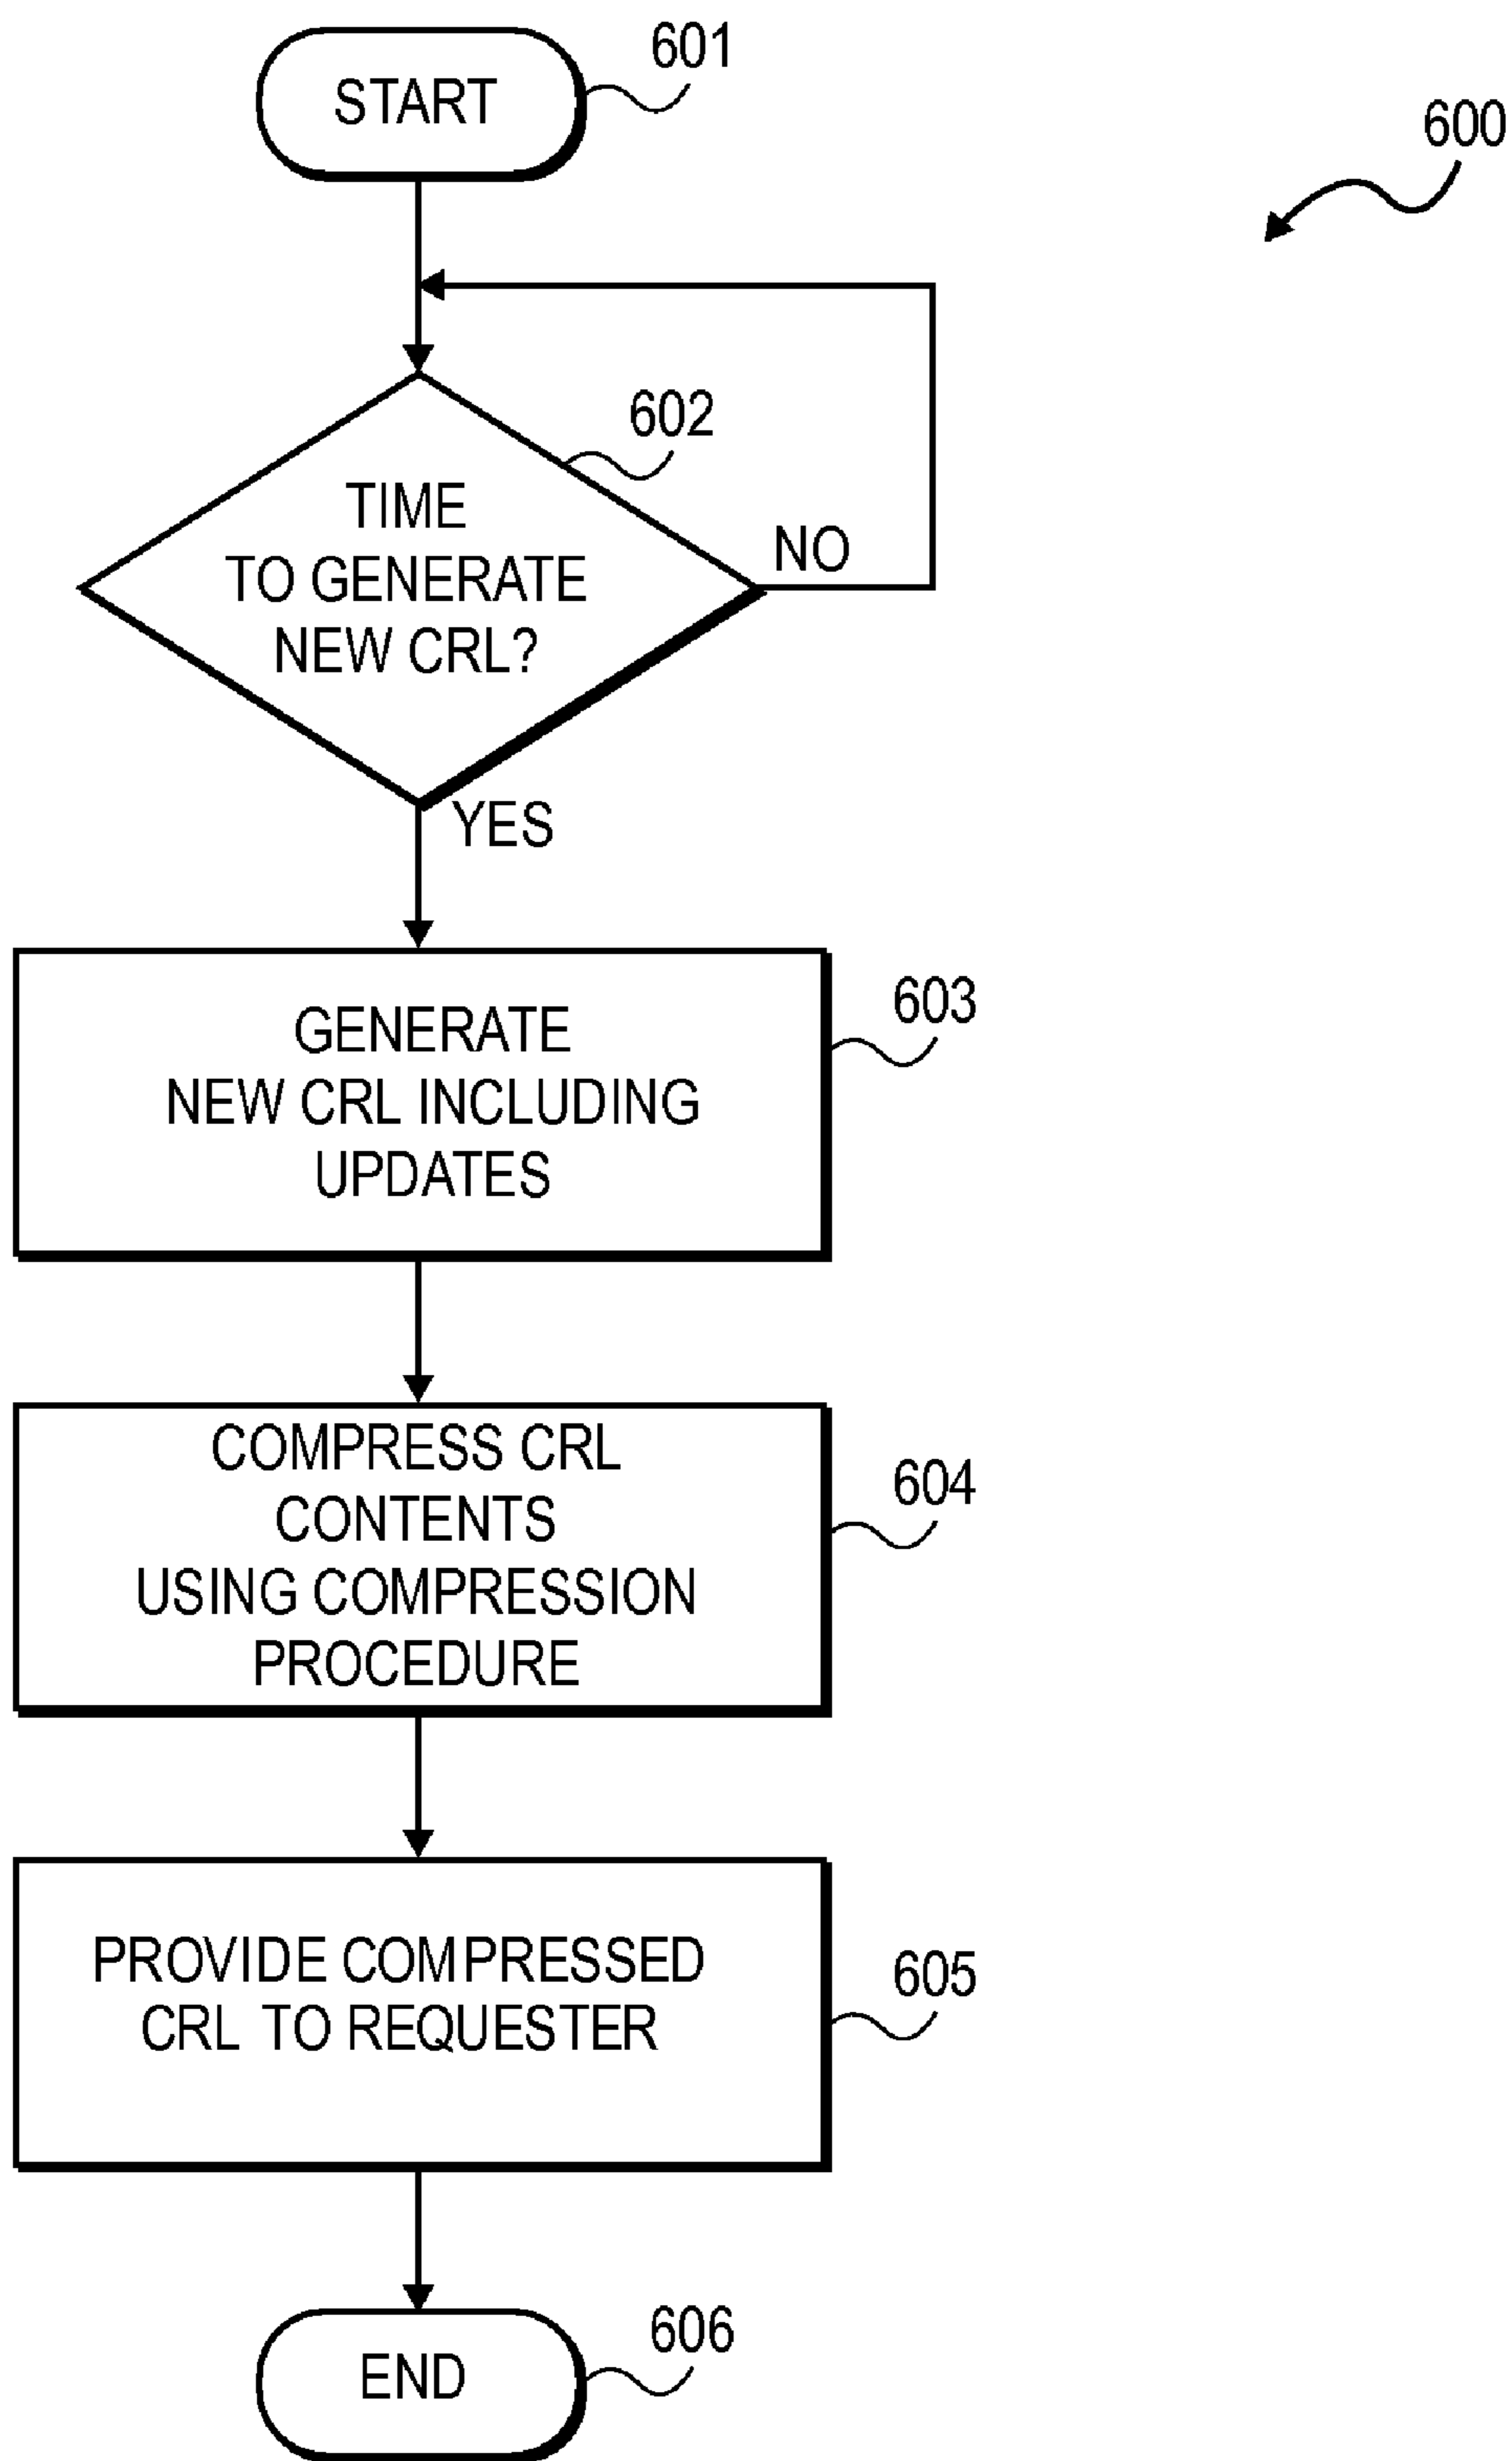 START
601
600
602
TIME
TO GENERATE
NEW CRL?
NO
YES
GENERATE
NEW CRL INCLUDING
UPDATES
603
COMPRESS CRL
CONTENTS
USING COMPRESSION
PROCEDURE
604
PROVIDE COMPRESSED
CRL TO REQUESTER
605
END
606